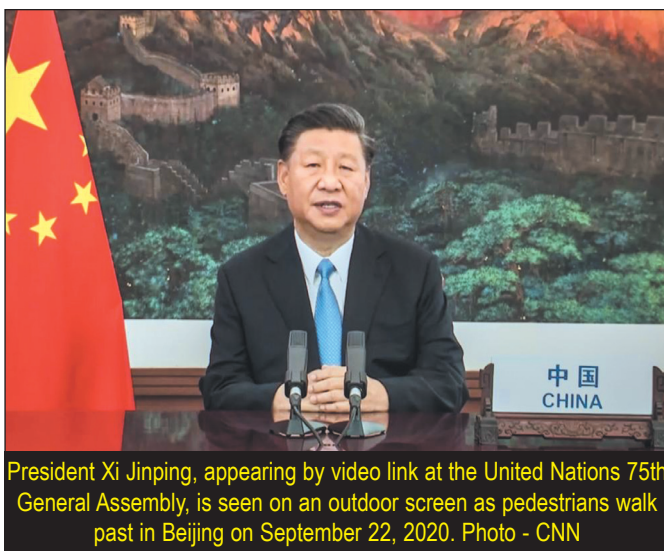 中国
CHINA
President Xi Jinping, appearing by video link at the United Nations 75th
General Assembly, is seen on an outdoor screen as pedestrians walk
past in Beijing on September 22, 2020. Photo - CNN